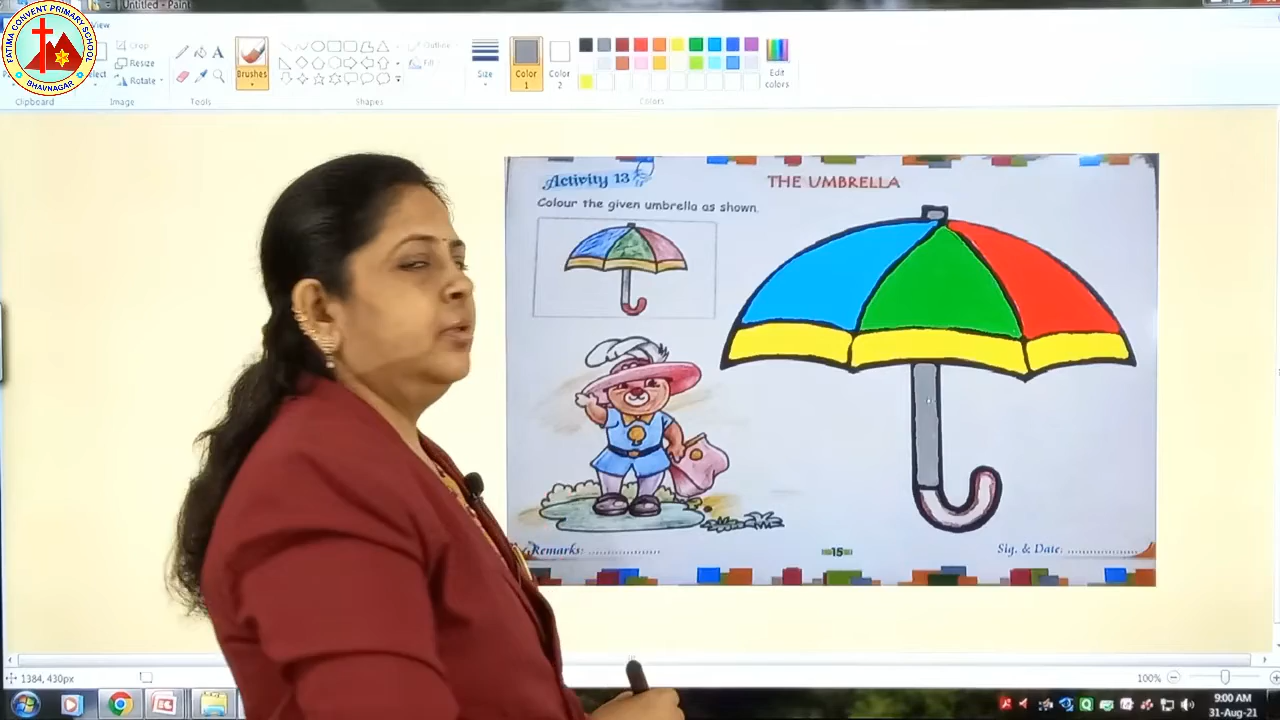 FATIMA CONVENT PRIMARY SCHOOL
BHAVNAGAR
Untitled - Paint
View
Crop
Resize
Rotate
Select
Brushes
Outline
Fill
Size
Color 1
Color 2
Edit colors
Clipboard
Image
Tools
Shapes
Colors
Activity 13
THE UMBRELLA
Colour the given umbrella as shown.
Remarks: ....................
15
Sig. & Date. ....................
1384, 430px
100%
9:00 AM
31-Aug-21